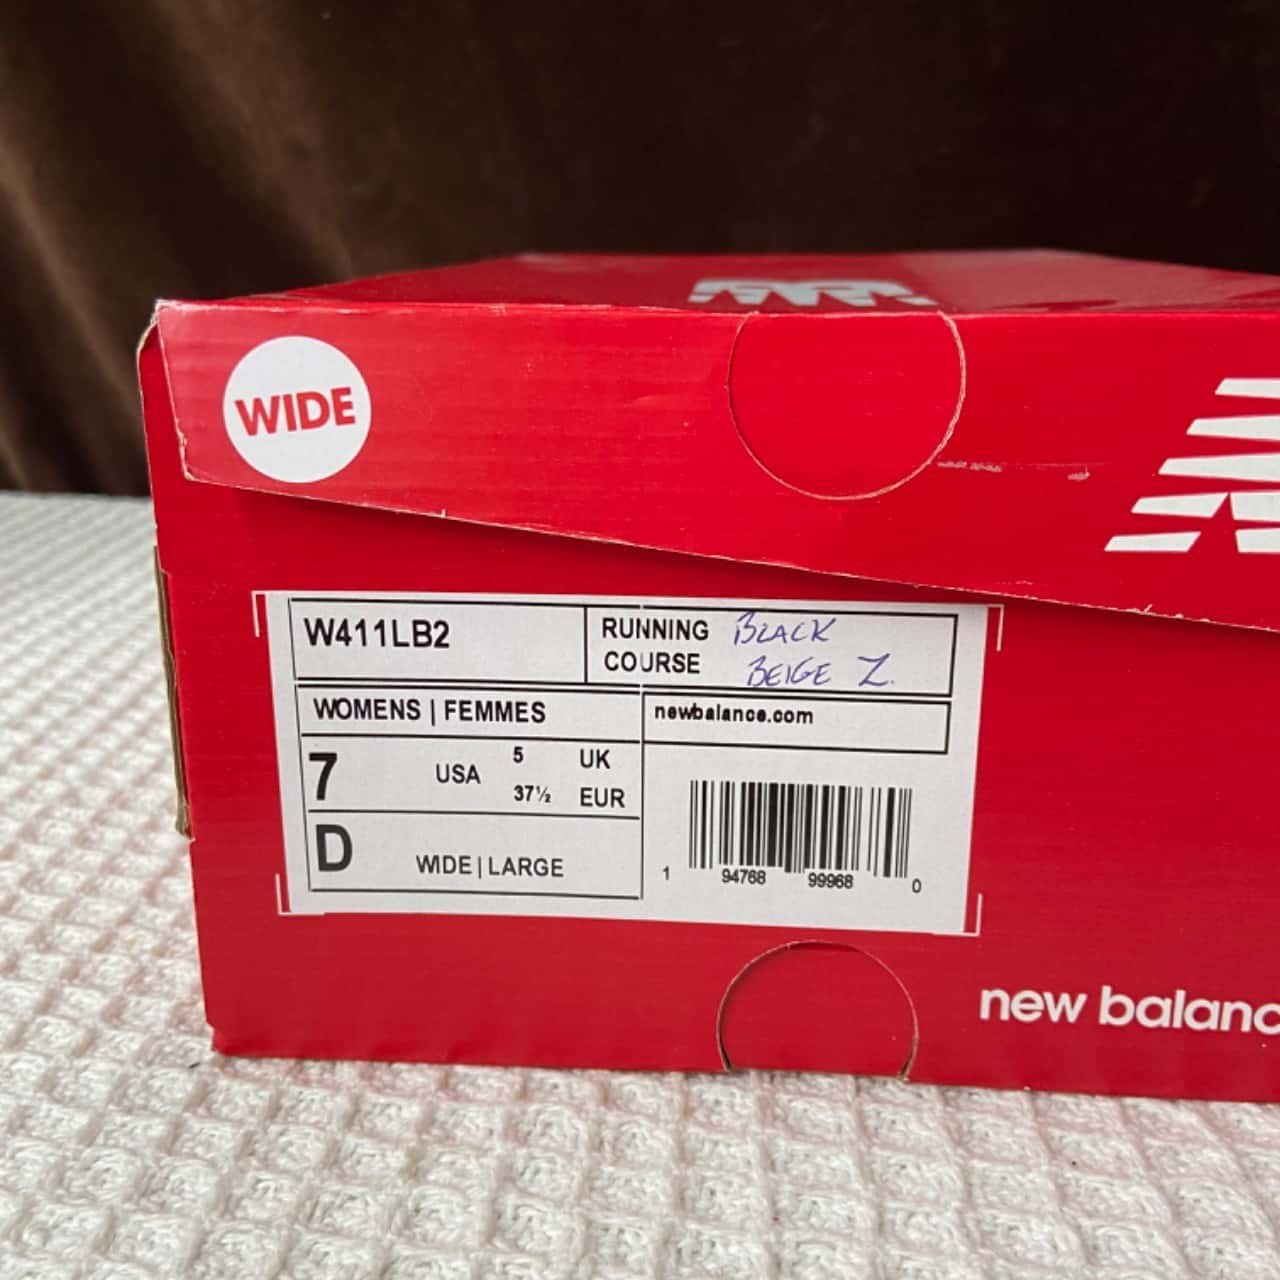 WIDE
W411LB2
RUNNING BLACK
COURSE BEIGE Z.
WOMENS | FEMMES
newbalance.com
7 USA 5 UK
37½ EUR
D WIDE | LARGE
1 94768 99968 0
new balanc